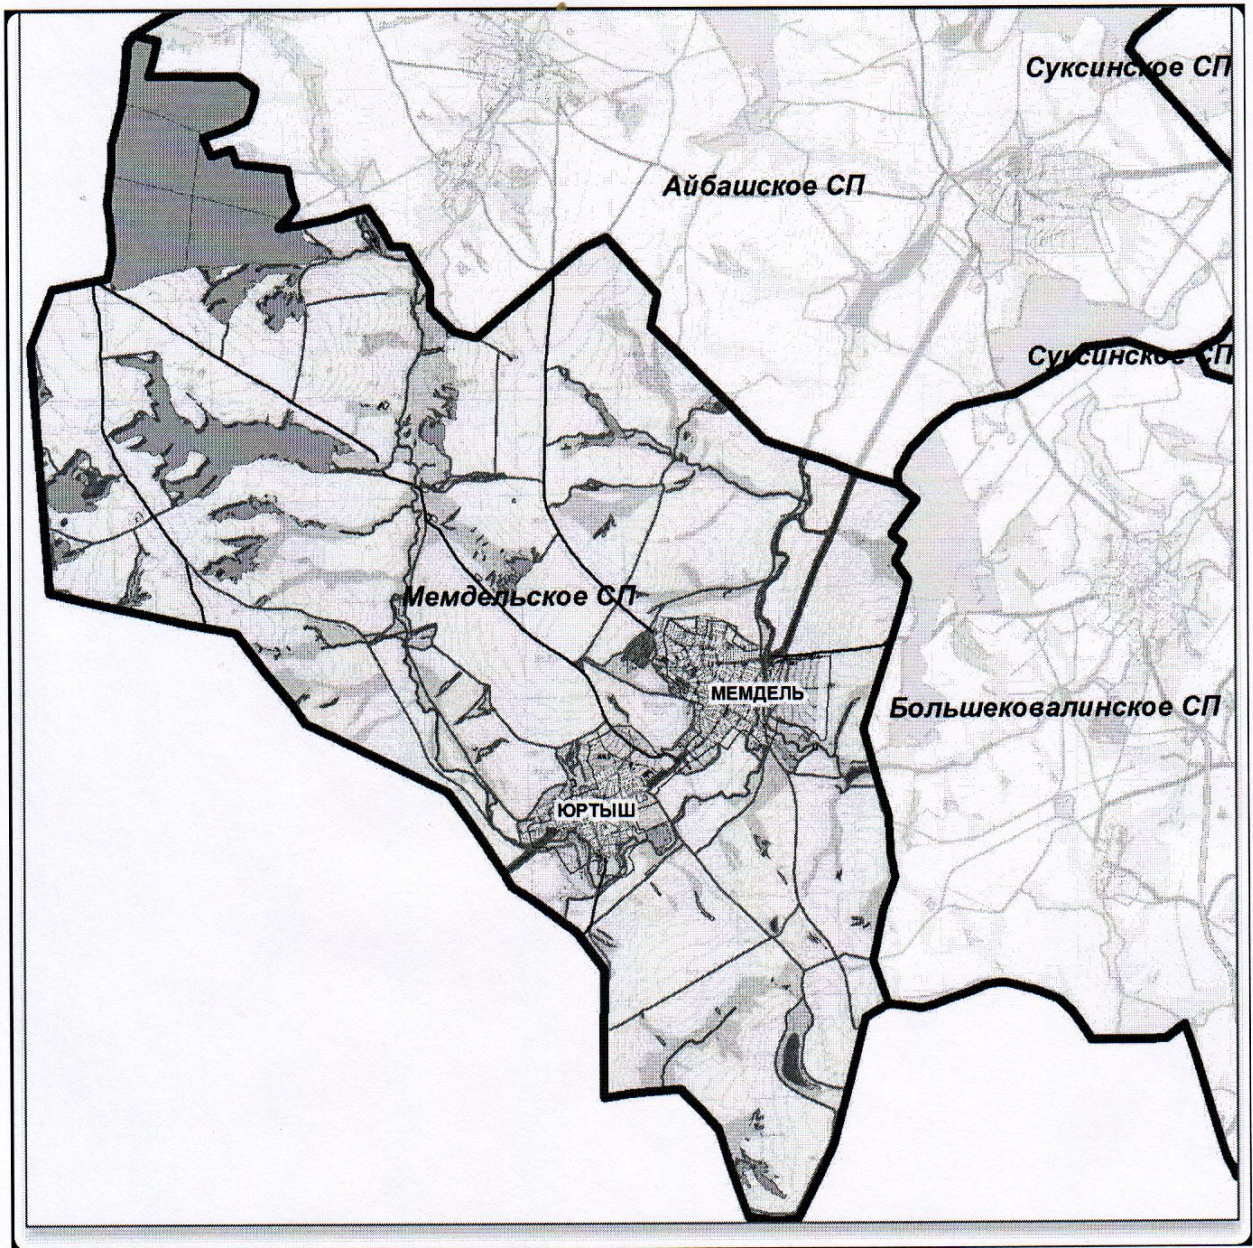 Суксинское СП
Айбашское СП
Суксинское СП
Мемдельское СП
МЕМДЕЛЬ
Большековалинское СП
ЮРТЫШ